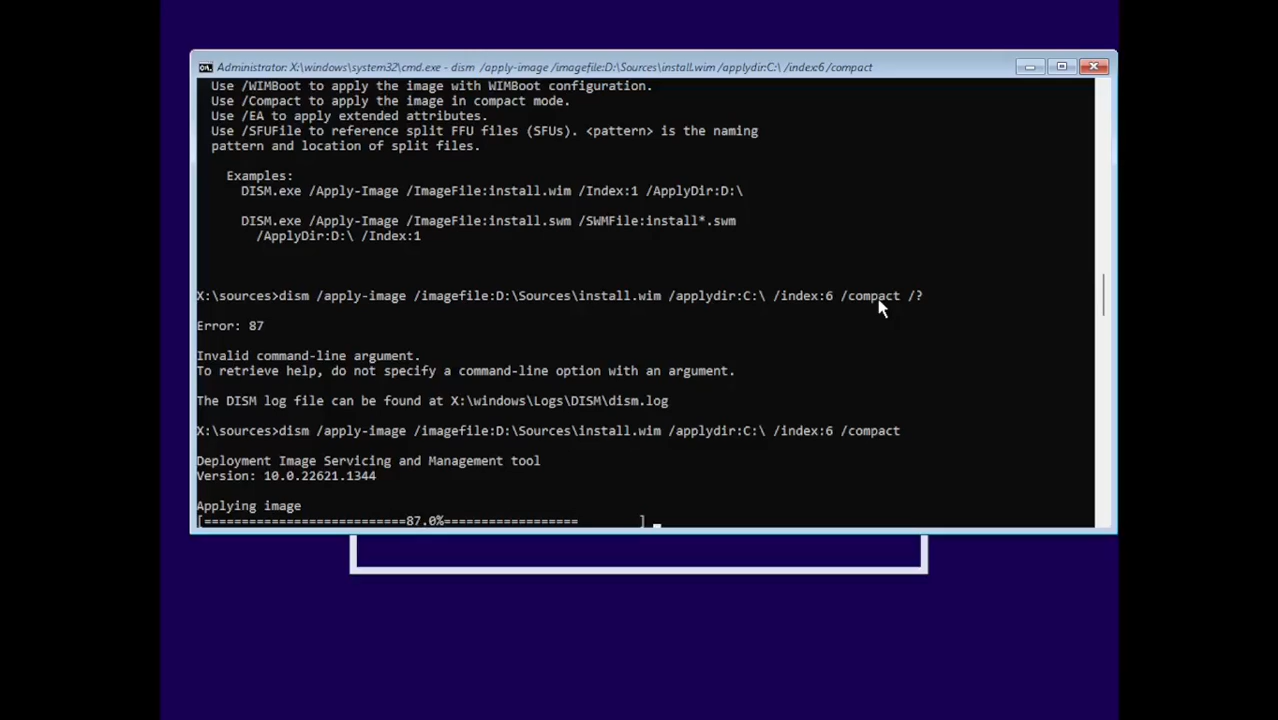 Administrator: X:\windows\system32\cmd.exe - dism /apply-image /imagefile:D:\Sources\install.wim /applydir:C:\ /index:6 /compact
Use /WIMBoot to apply the image with WIMBoot configuration.
Use /Compact to apply the image in compact mode.
Use /EA to apply extended attributes.
Use /SFUFile to reference split FFU files (SFUs). <pattern> is the naming
pattern and location of split files.
Examples:
DISM.exe /Apply-Image /ImageFile:install.wim /Index:1 /ApplyDir:D:\
DISM.exe /Apply-Image /ImageFile:install.swm /SWMFile:install*.swm
/ApplyDir:D:\ /Index:1
X:\sources>dism /apply-image /imagefile:D:\Sources\install.wim /applydir:C:\ /index:6 /compact /?
Error: 87
Invalid command-line argument.
To retrieve help, do not specify a command-line option with an argument.
The DISM log file can be found at X:\windows\Logs\DISM\dism.log
X:\sources>dism /apply-image /imagefile:D:\Sources\install.wim /applydir:C:\ /index:6 /compact
Deployment Image Servicing and Management tool
Version: 10.0.22621.1344
Applying image
[===========================87.0%================== ]